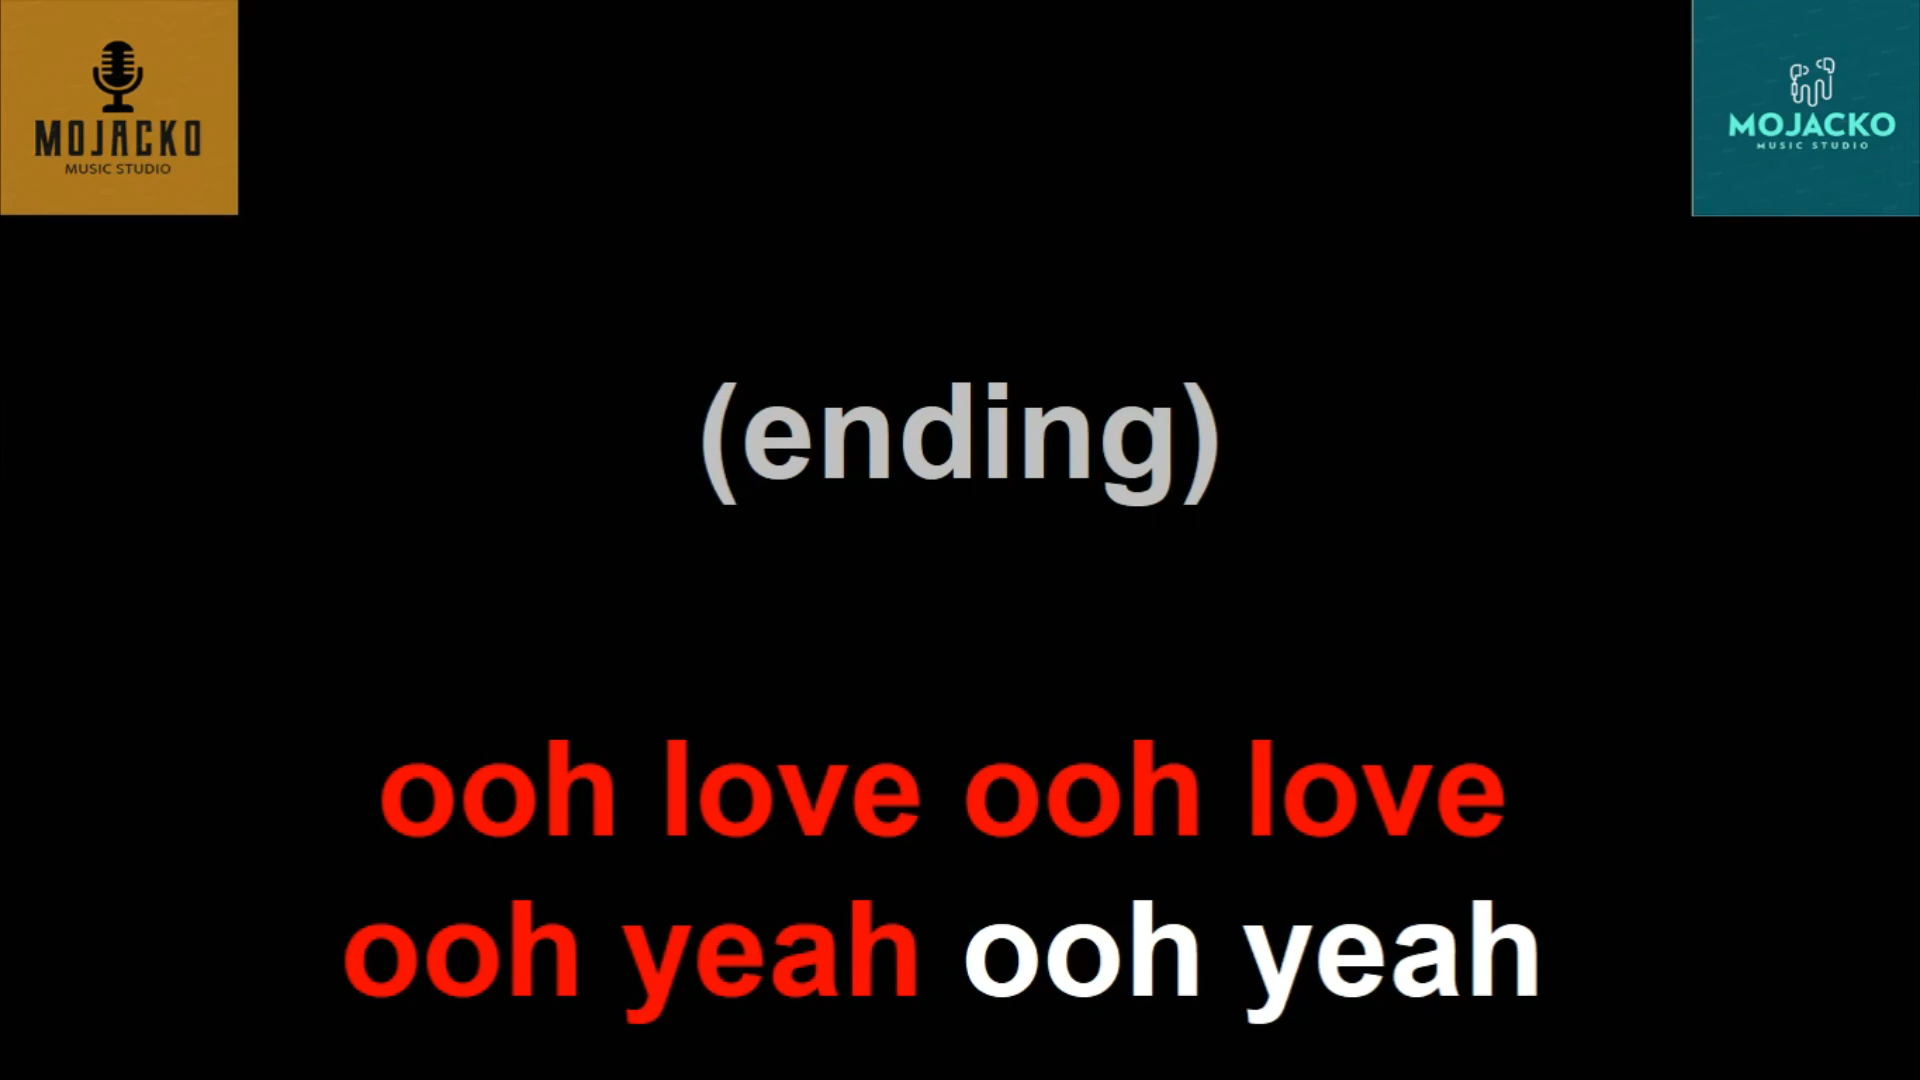 MOJACKO
MUSIC STUDIO
MOJACKO
MUSIC STUDIO
(ending)
ooh love ooh love
ooh yeah ooh yeah